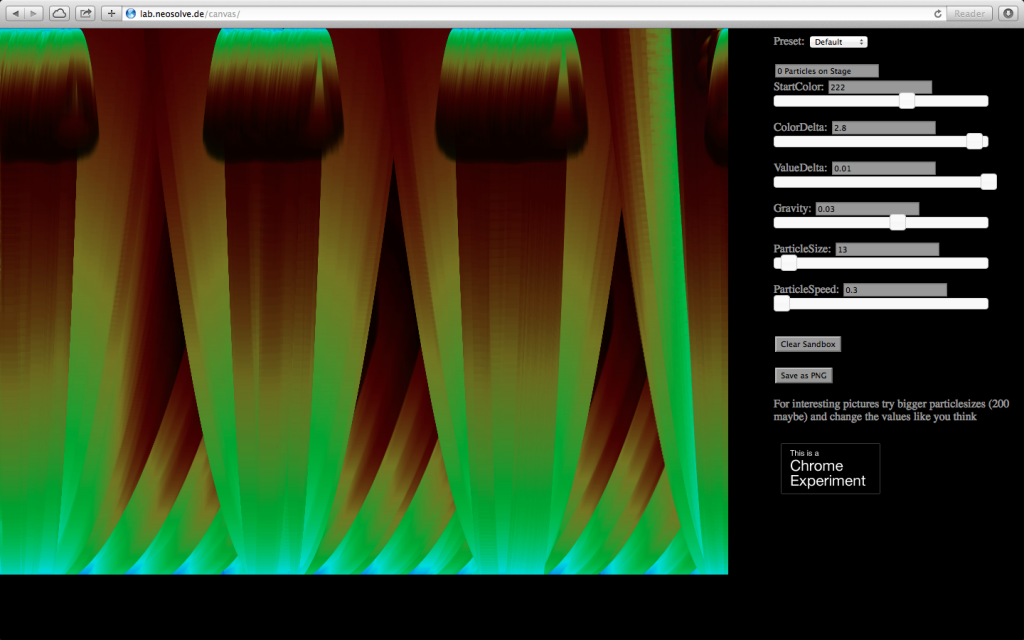 lab.neosolve.de/canvas/
Reader
Preset: Default
0 Particles on Stage
StartColor: 222
ColorDelta: 2.8
ValueDelta: 0.01
Gravity: 0.03
ParticleSize: 13
ParticleSpeed: 0.3
Clear Sandbox
Save as PNG
For interesting pictures try bigger particlesizes (200
maybe) and change the values like you think
This is a
Chrome
Experiment